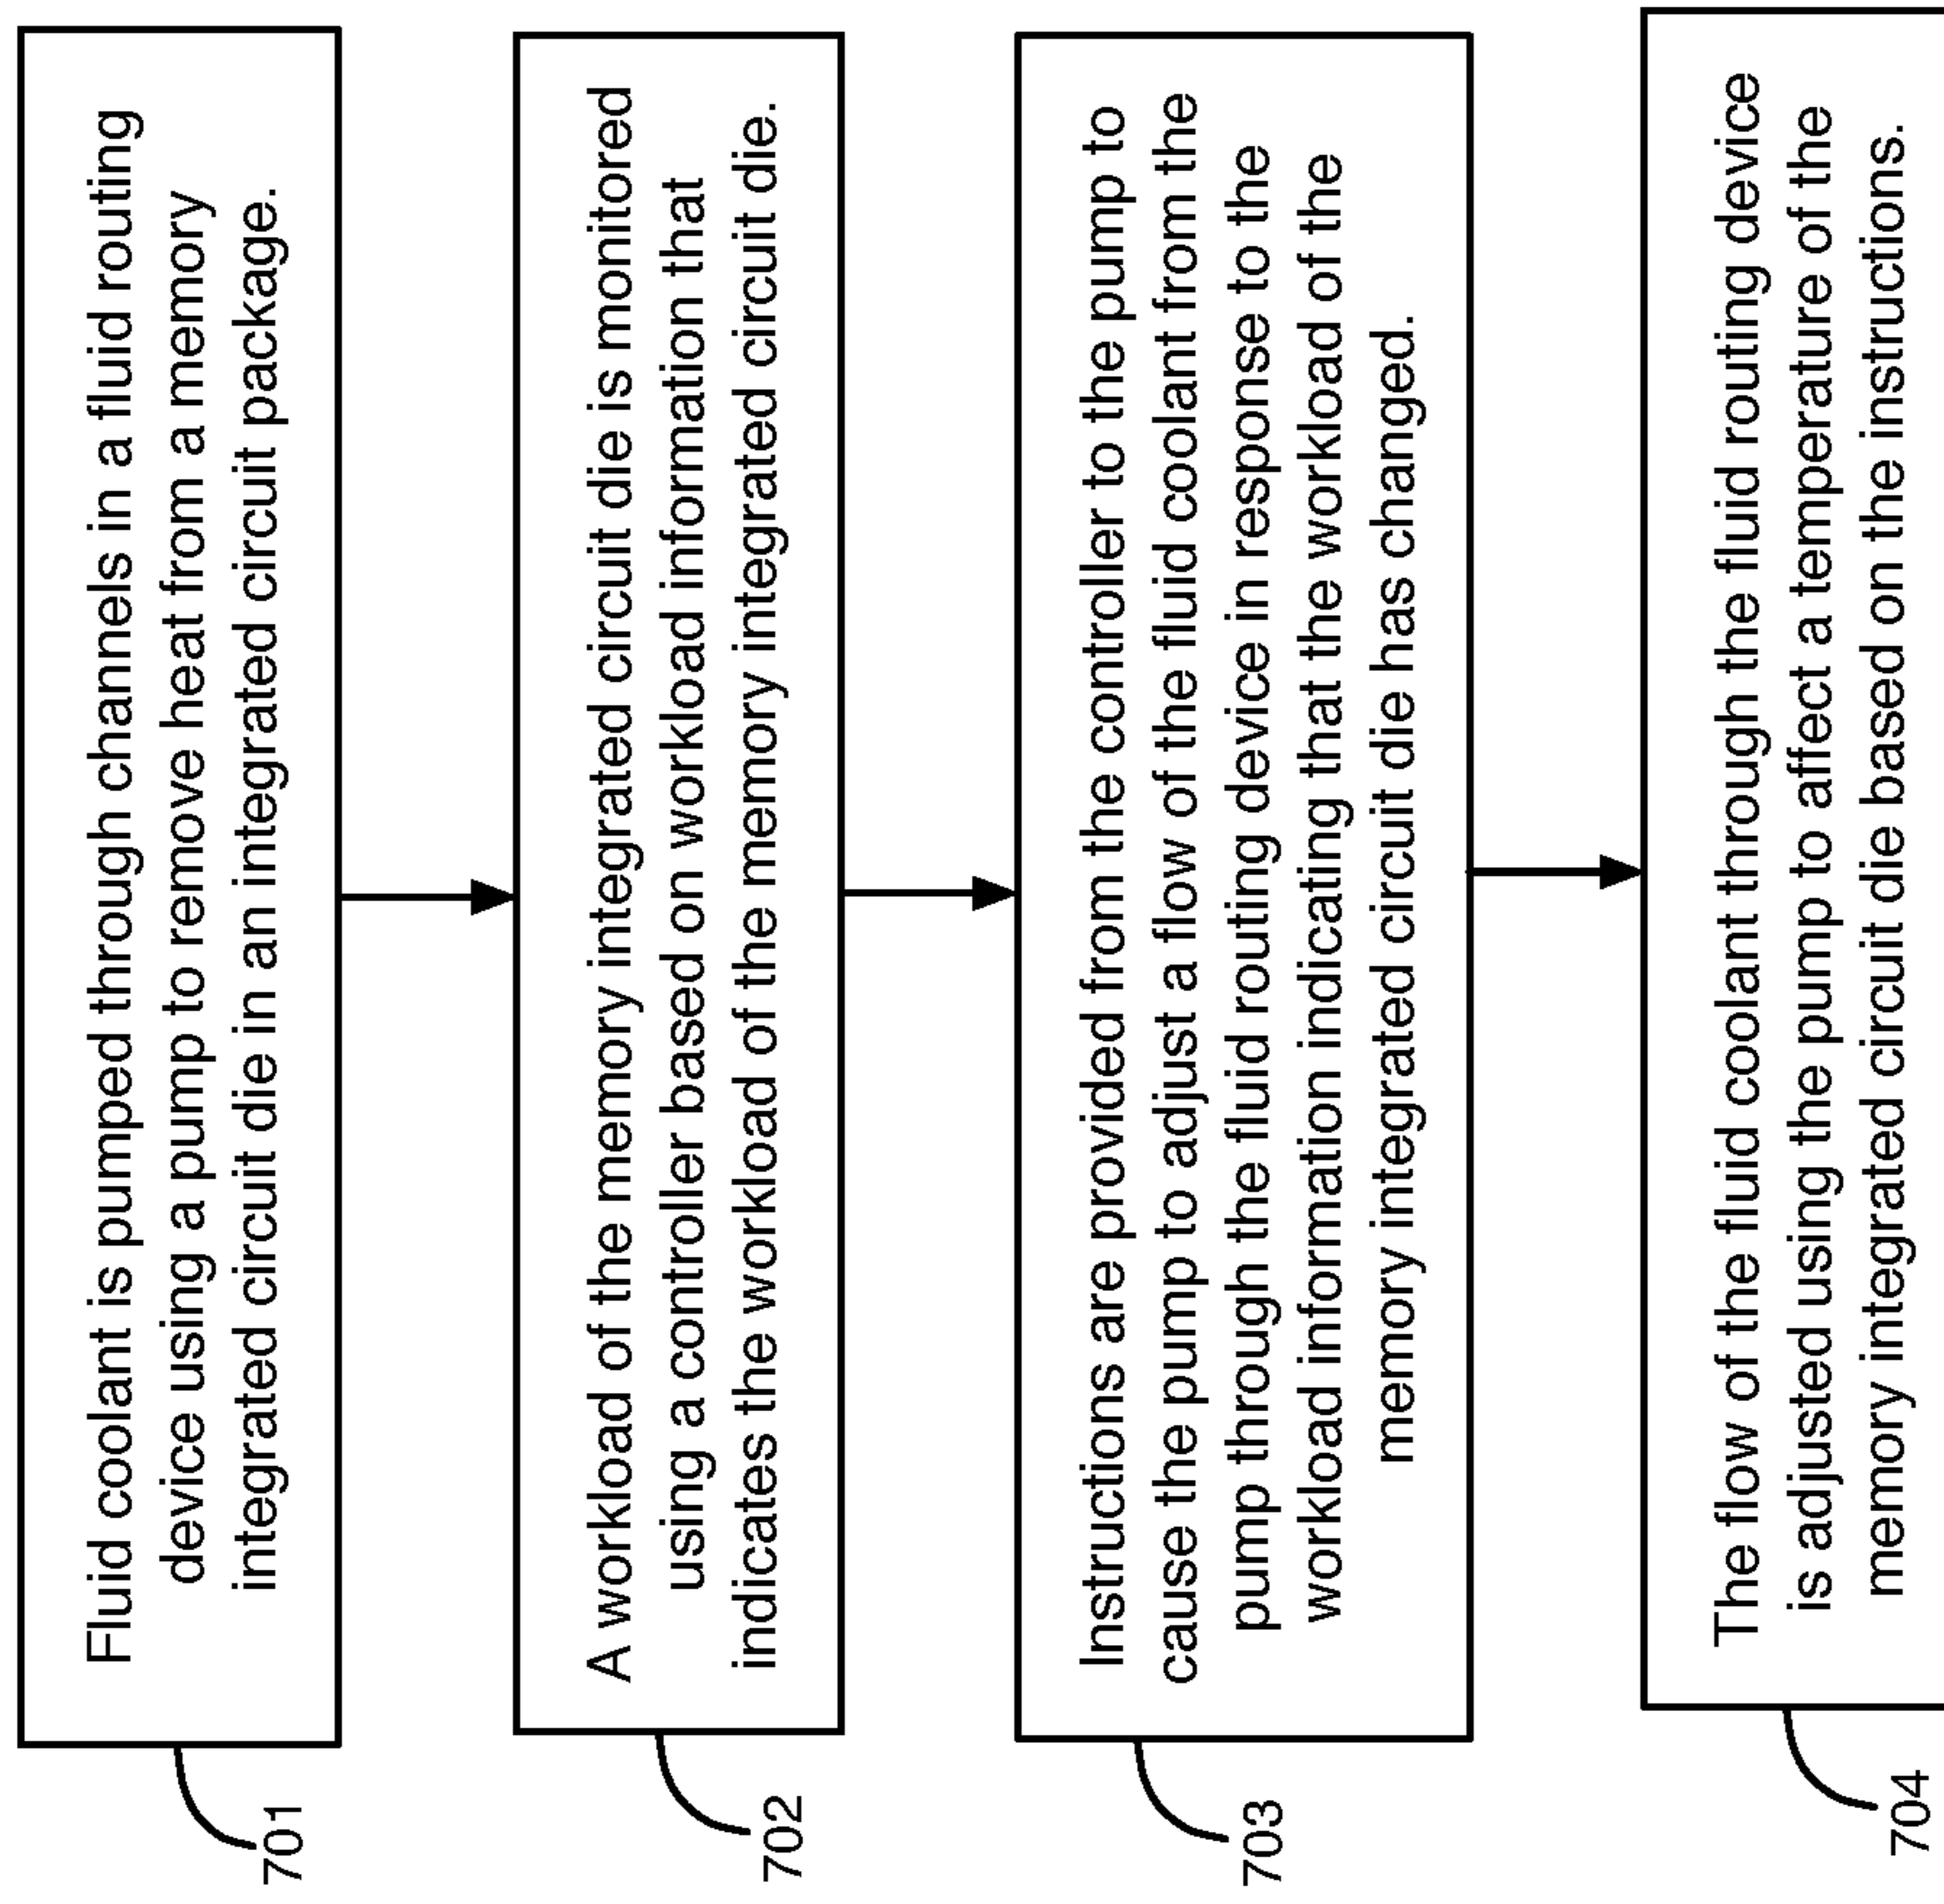 Fluid coolant is pumped through channels in a fluid routing
device using a pump to remove heat from a memory
integrated circuit die in an integrated circuit package.
701
A workload of the memory integrated circuit die is monitored
using a controller based on workload information that
indicates the workload of the memory integrated circuit die.
702
Instructions are provided from the controller to the pump to
cause the pump to adjust a flow of the fluid coolant from the
pump through the fluid routing device in response to the
workload information indicating that the workload of the
memory integrated circuit die has changed.
703
The flow of the fluid coolant through the fluid routing device
is adjusted using the pump to affect a temperature of the
memory integrated circuit die based on the instructions.
704